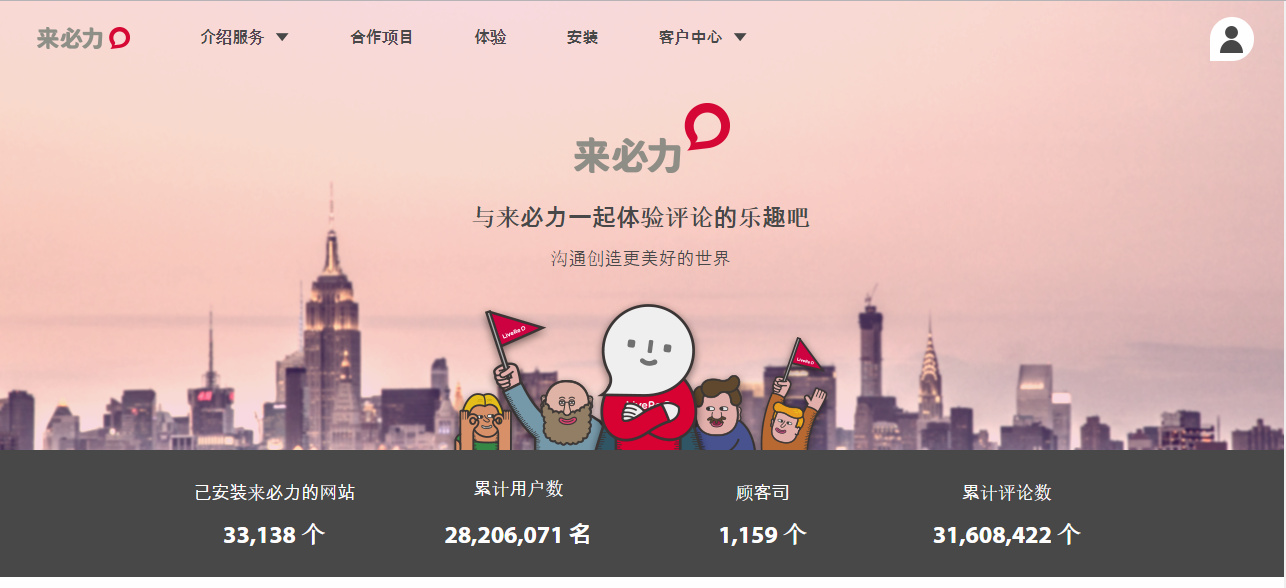 来必力
介绍服务
合作项目
体验
安装
客户中心
来必力
与来必力一起体验评论的乐趣吧
沟通创造更美好的世界
LiveRe
LiveRe
LiveRe
已安装来必力的网站
累计用户数
顾客司
累计评论数
33,138 个
28,206,071 名
1,159 个
31,608,422 个